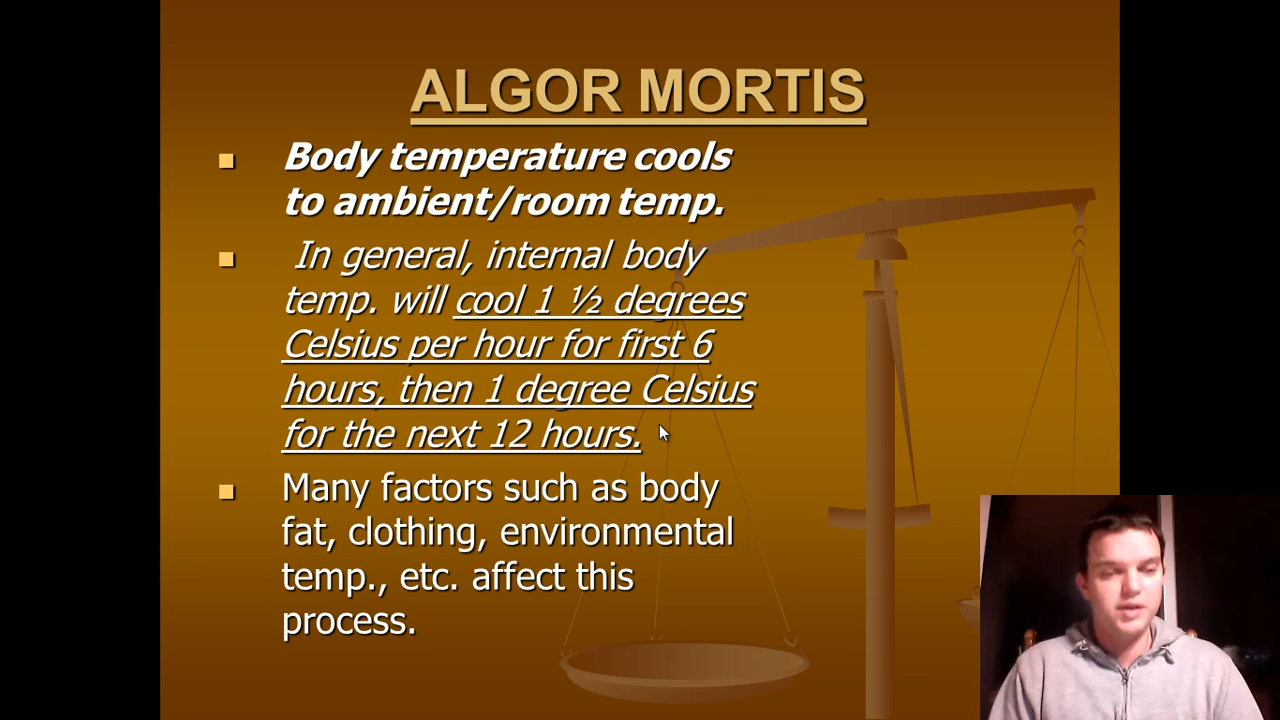 ALGOR MORTIS
Body temperature cools
to ambient/room temp.
In general, internal body
temp. will cool 1 ½ degrees
Celsius per hour for first 6
hours, then 1 degree Celsius
for the next 12 hours.
Many factors such as body
fat, clothing, environmental
temp., etc. affect this
process.